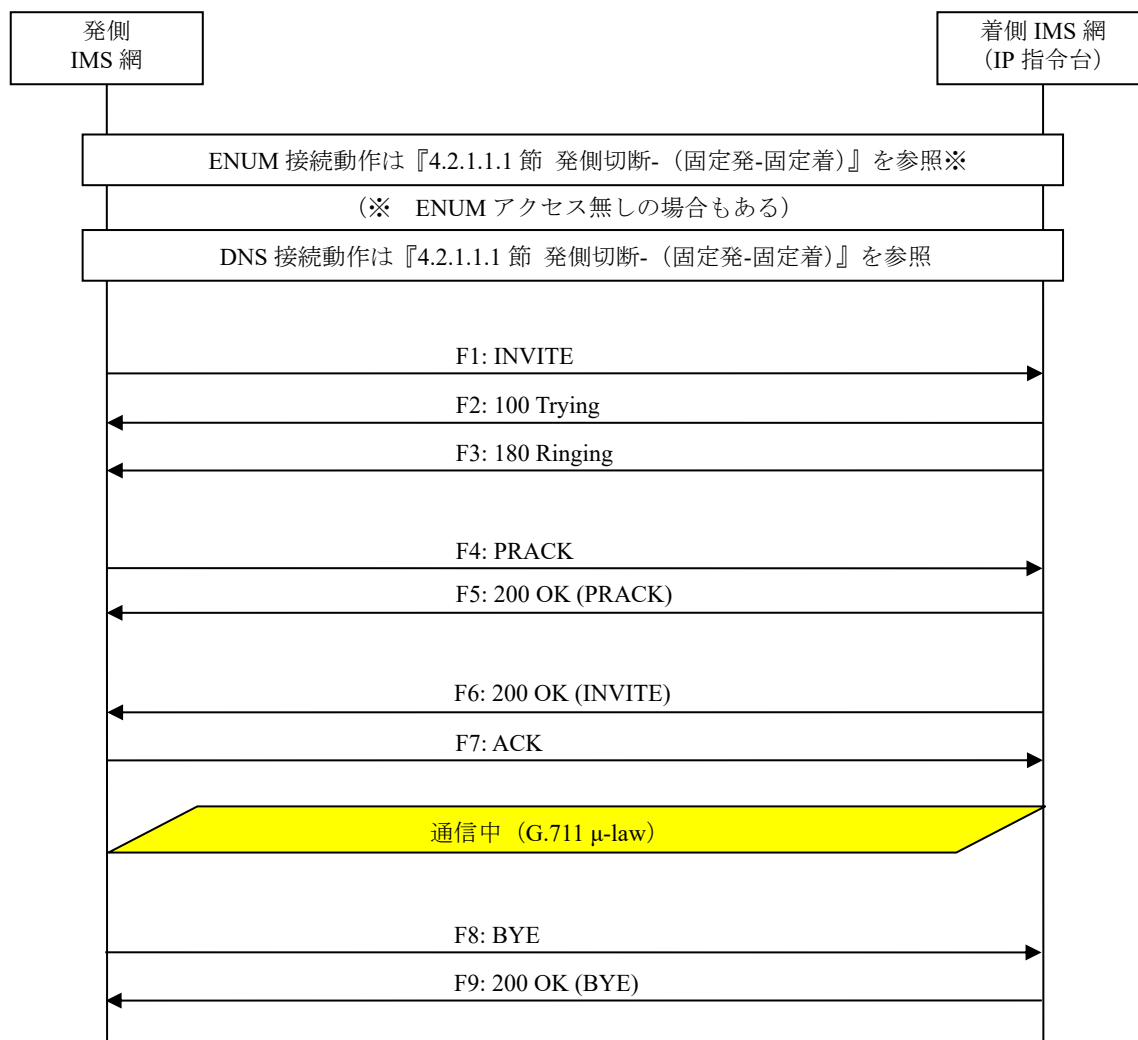 発側
IMS 網
着側 IMS 網
（IP 指令台）
ENUM 接続動作は『4.2.1.1.1 節 発側切断-（固定発-固定着）』を参照※
（※　ENUM アクセス無しの場合もある）
DNS 接続動作は『4.2.1.1.1 節 発側切断-（固定発-固定着）』を参照
F1: INVITE
F2: 100 Trying
F3: 180 Ringing
F4: PRACK
F5: 200 OK (PRACK)
F6: 200 OK (INVITE)
F7: ACK
通信中（G.711 μ-law）
F8: BYE
F9: 200 OK (BYE)